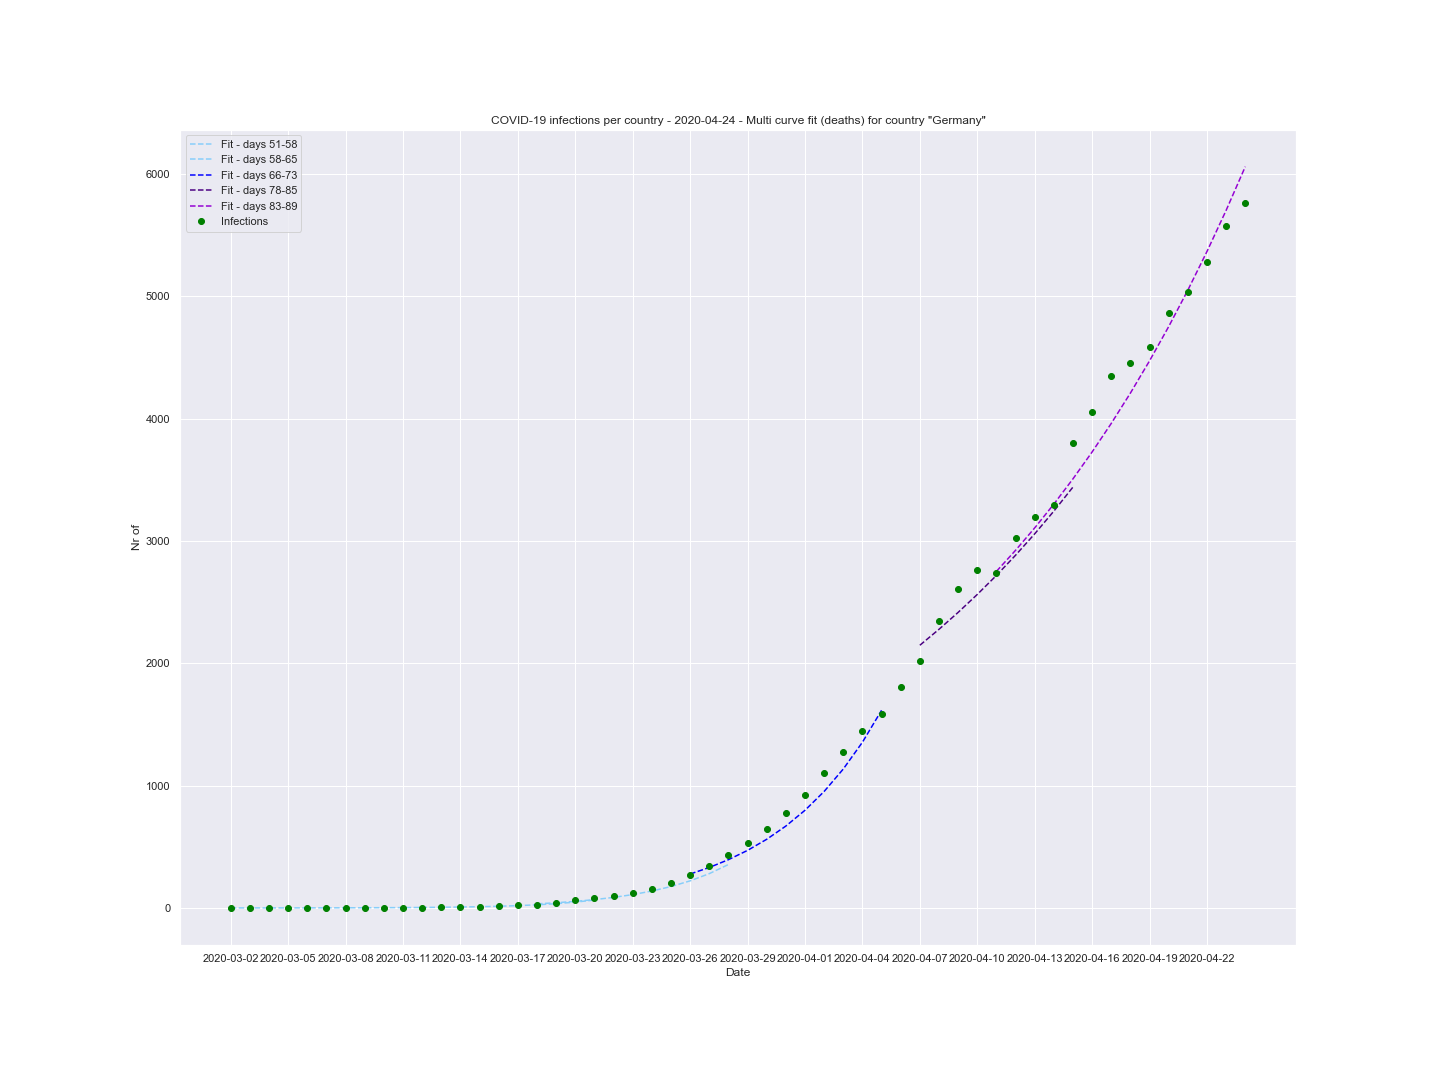 COVID-19 infections per country - 2020-04-24 - Multi curve fit (deaths) for country "Germany"
Fit - days 51-58
Fit - days 58-65
Fit - days 66-73
Fit - days 78-85
Fit - days 83-89
Infections
6000
5000
4000
3000
2000
1000
0
Nr of
2020-03-02 2020-03-05 2020-03-08 2020-03-11 2020-03-14 2020-03-17 2020-03-20 2020-03-23 2020-03-26 2020-03-29 2020-04-01 2020-04-04 2020-04-07 2020-04-10 2020-04-13 2020-04-16 2020-04-19 2020-04-22
Date